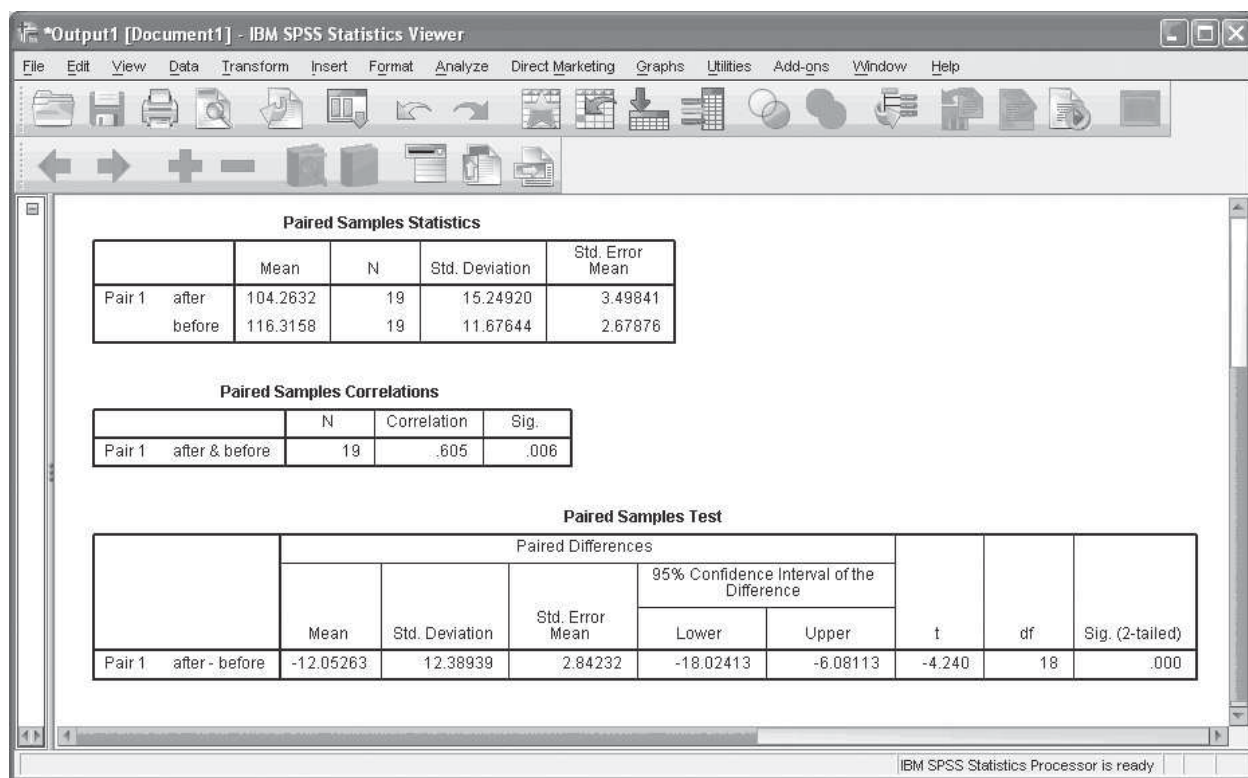 *Output1 [Document1] - IBM SPSS Statistics Viewer
File Edit View Data Transform Insert Format Analyze Direct Marketing Graphs Utilities Add-ons Window Help
Paired Samples Statistics
Mean N Std. Deviation Std. Error Mean
Pair 1 after 104.2632 19 15.24920 3.49841
before 116.3158 19 11.67644 2.67876
Paired Samples Correlations
N Correlation Sig.
Pair 1 after & before 19 .605 .006
Paired Samples Test
Paired Differences
95% Confidence Interval of the Difference
Mean Std. Deviation Std. Error Mean Lower Upper t df Sig. (2-tailed)
Pair 1 after - before -12.05263 12.38939 2.84232 -18.02413 -6.08113 -4.240 18 .000
IBM SPSS Statistics Processor is ready